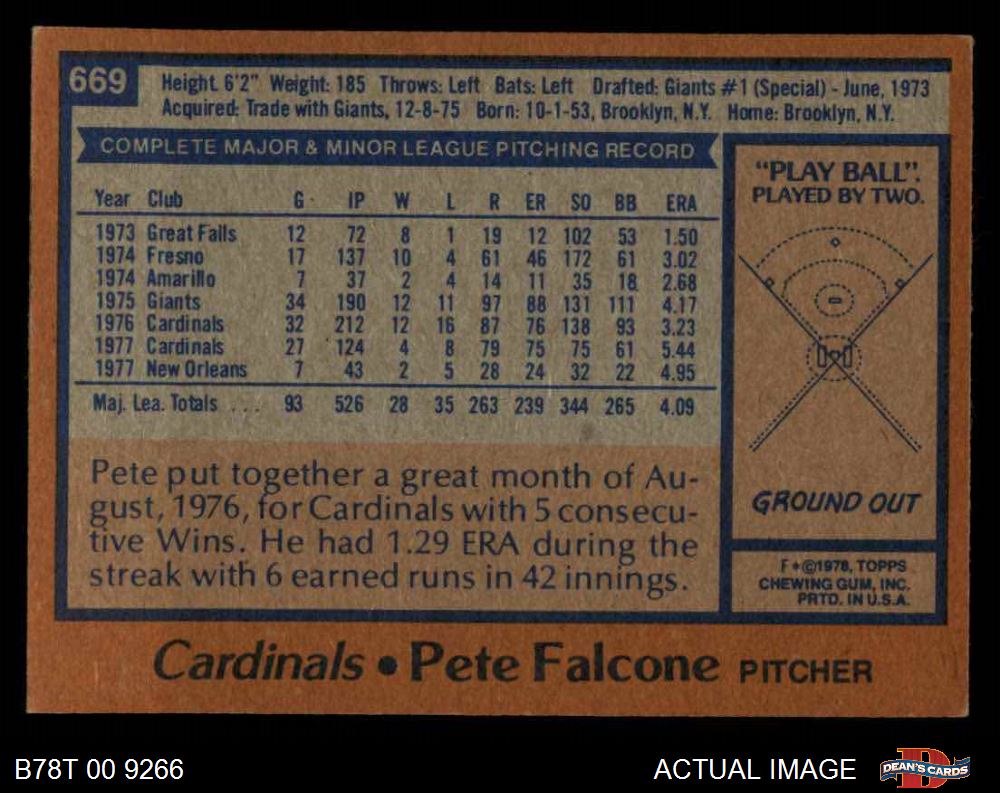 669
Height. 6'2" Weight: 185 Throws: Left Bats: Left Drafted: Giants #1 (Special) - June, 1973
Acquired: Trade with Giants, 12-8-75 Born: 10-1-53, Brooklyn, N.Y. Home: Brooklyn, N.Y.
COMPLETE MAJOR & MINOR LEAGUE PITCHING RECORD
Year Club G IP W L R ER SO BB ERA
1973 Great Falls 12 72 8 1 19 12 102 53 1.50
1974 Fresno 17 137 10 4 61 46 172 61 3.02
1974 Amarillo 7 37 2 4 14 11 35 18 2.68
1975 Giants 34 190 12 11 97 88 131 111 4.17
1976 Cardinals 32 212 12 16 87 76 138 93 3.23
1977 Cardinals 27 124 4 8 79 75 75 61 5.44
1977 New Orleans 7 43 2 5 28 24 32 22 4.95
Maj. Lea. Totals ... 93 526 28 35 263 239 344 265 4.09
Pete put together a great month of Au-
gust, 1976, for Cardinals with 5 consecu-
tive Wins. He had 1.29 ERA during the
streak with 6 earned runs in 42 innings.
"PLAY BALL".
PLAYED BY TWO.
GROUND OUT
F*©1978, TOPPS
CHEWING GUM, INC.
PRTD. IN U.S.A.
Cardinals • Pete Falcone PITCHER
B78T 00 9266
ACTUAL IMAGE
DEAN'S CARDS